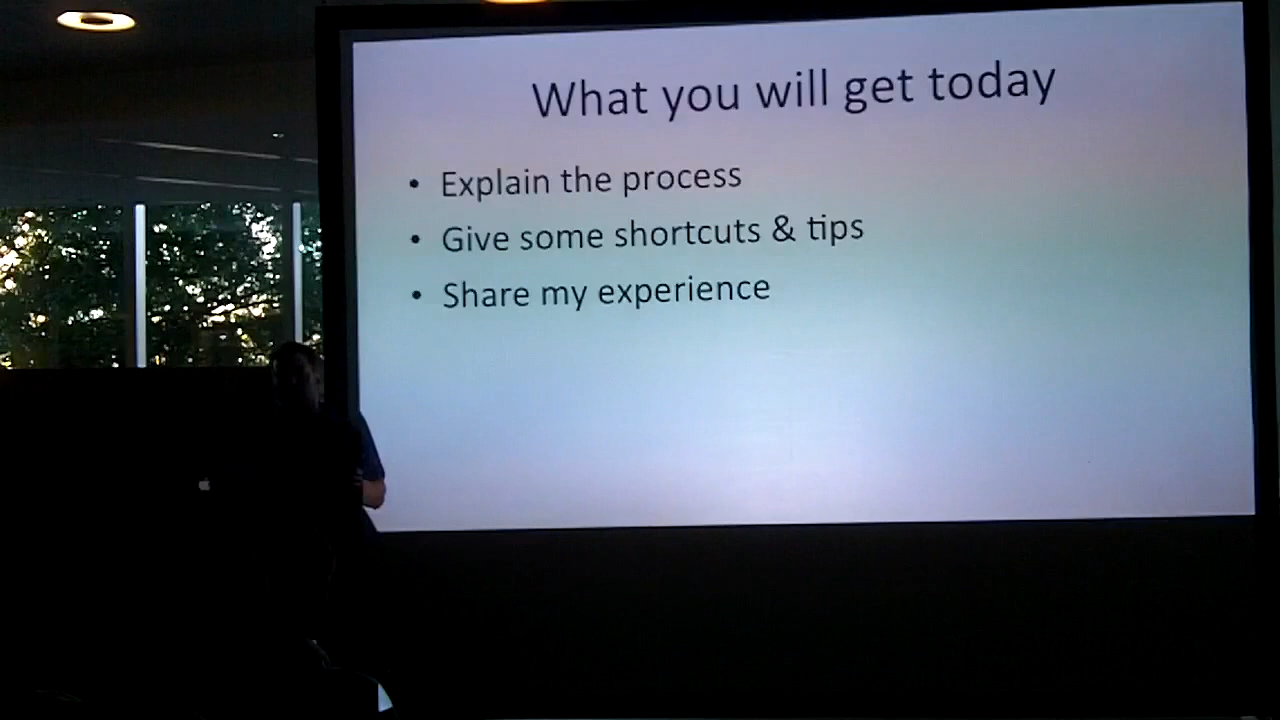 What you will get today
• Explain the process
• Give some shortcuts & tips
• Share my experience